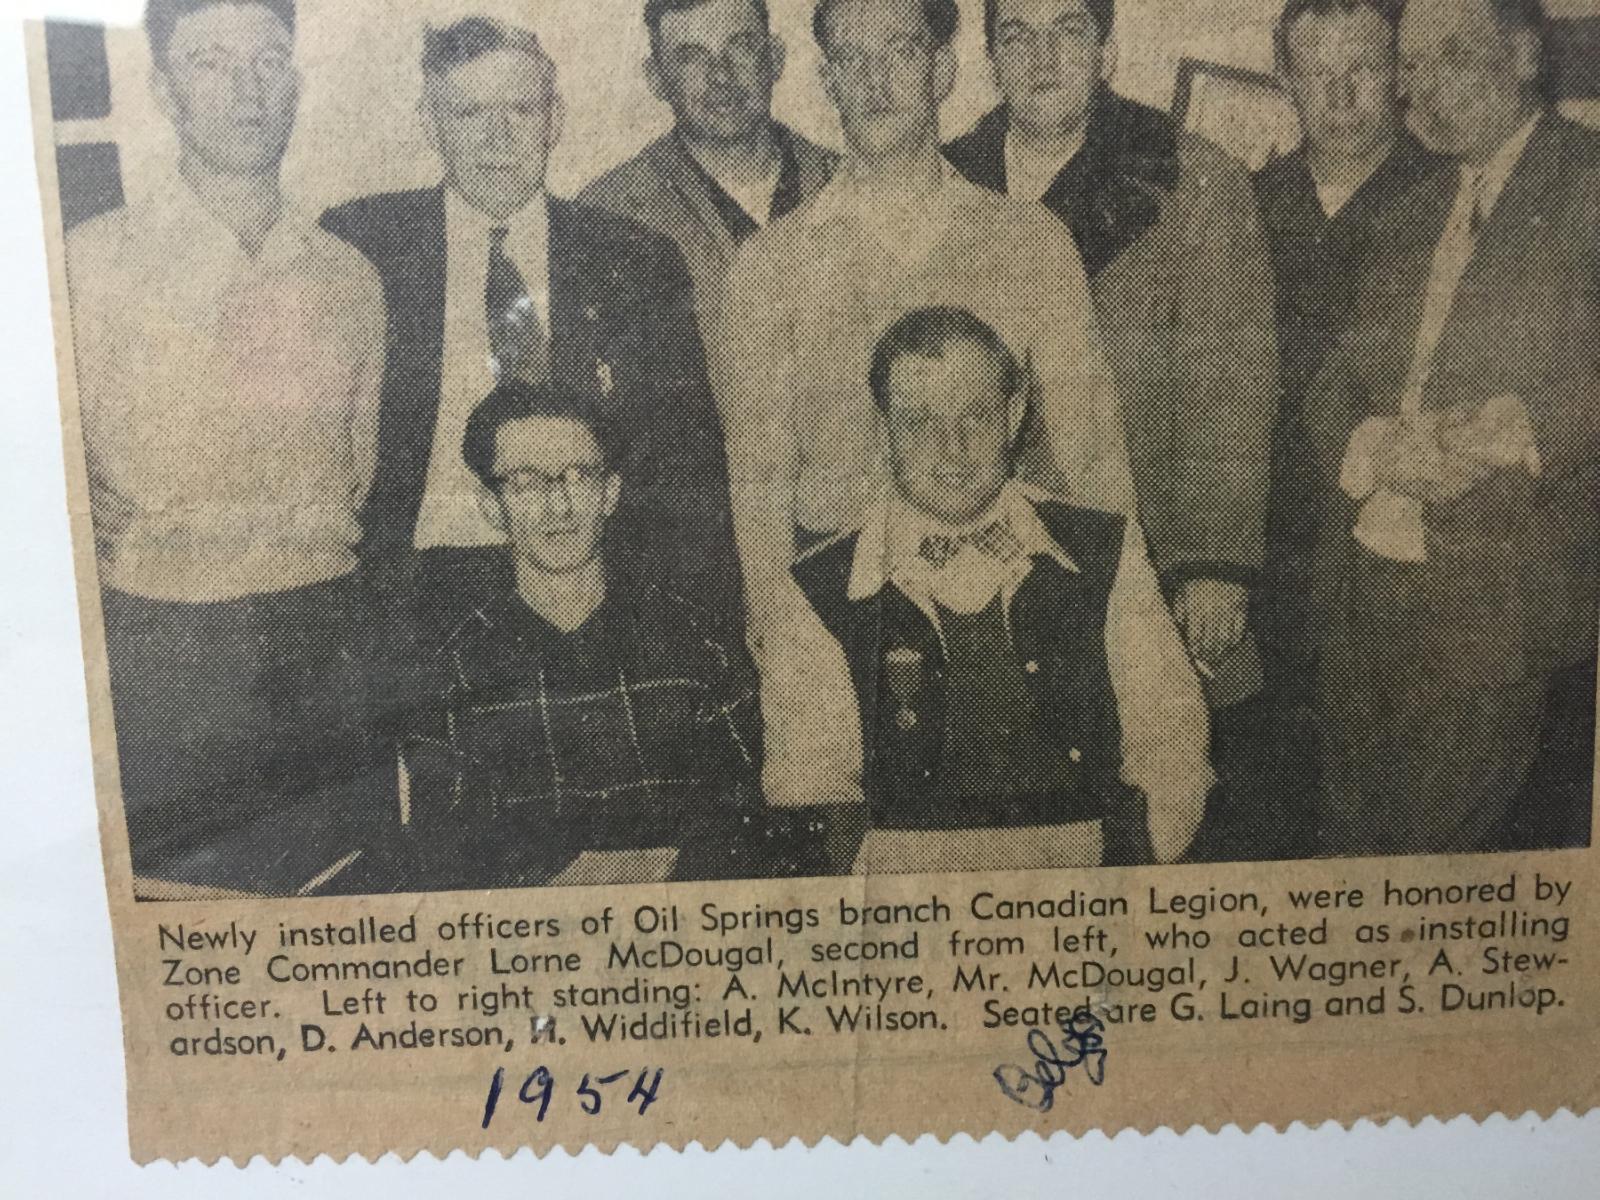 Newly installed officers of Oil Springs branch Canadian Legion, were honored by
Zone Commander Lorne McDougal, second from left, who acted as installing
officer. Left to right standing: A. McIntyre, Mr. McDougal, J. Wagner, A. Stew-
ardson, D. Anderson, H. Widdifield, K. Wilson. Seated are G. Laing and S. Dunlop.
1954